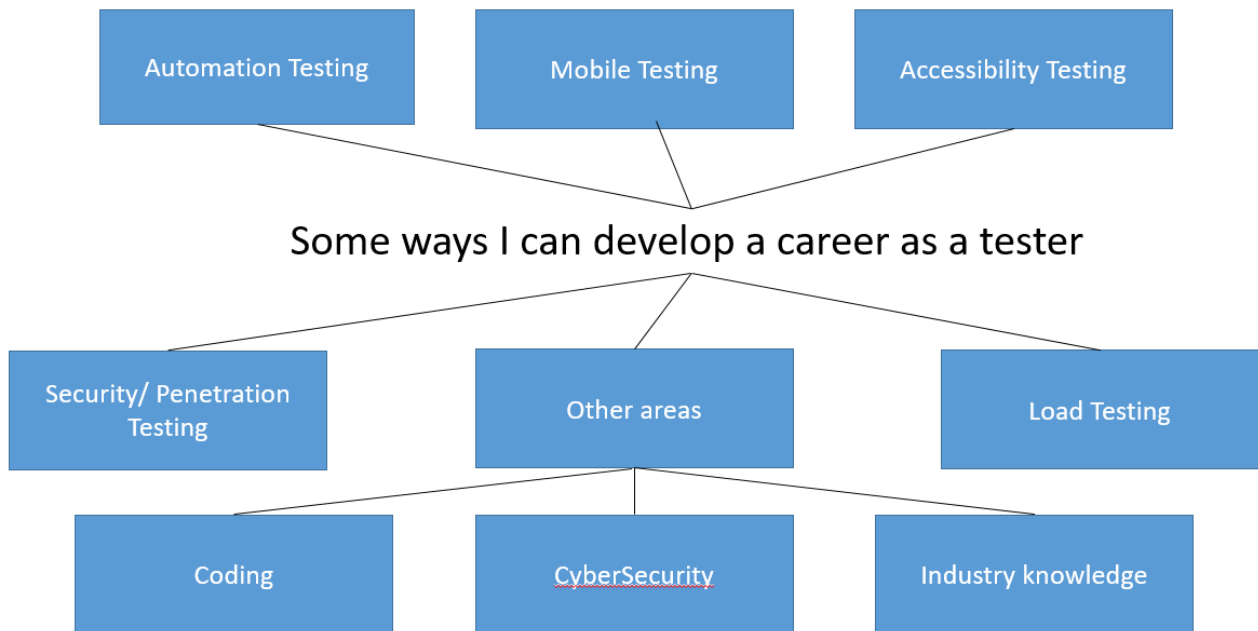 Automation Testing
Mobile Testing
Accessibility Testing
Some ways I can develop a career as a tester
Security/ Penetration
Testing
Other areas
Load Testing
Coding
CyberSecurity
Industry knowledge